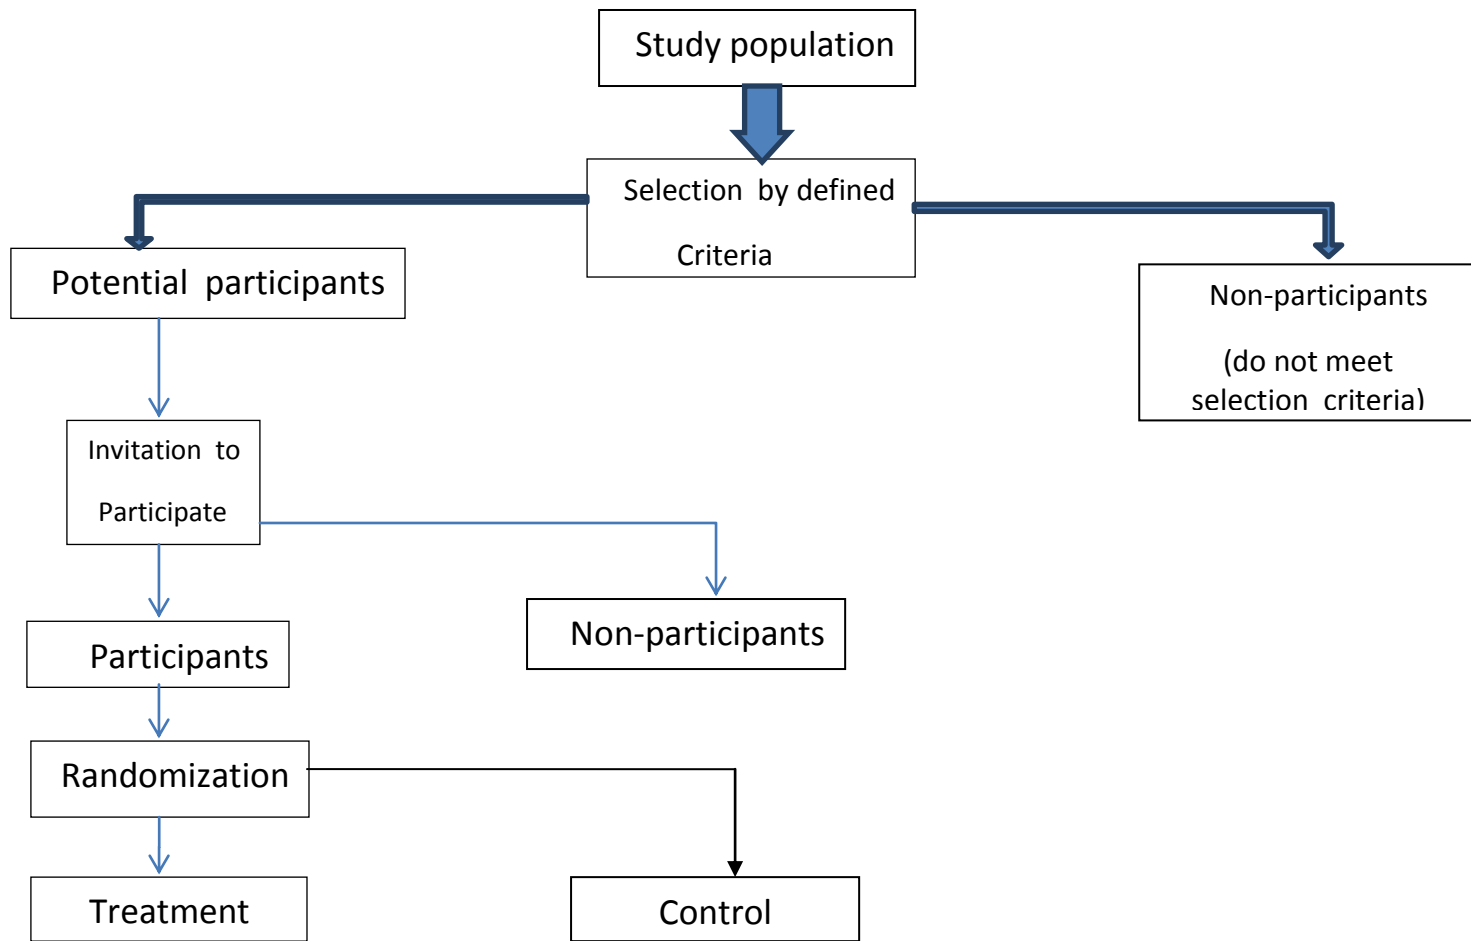 Study population
Selection by defined
Criteria
Potential participants
Non-participants
(do not meet
selection criteria)
Invitation to
Participate
Non-participants
Participants
Randomization
Treatment
Control